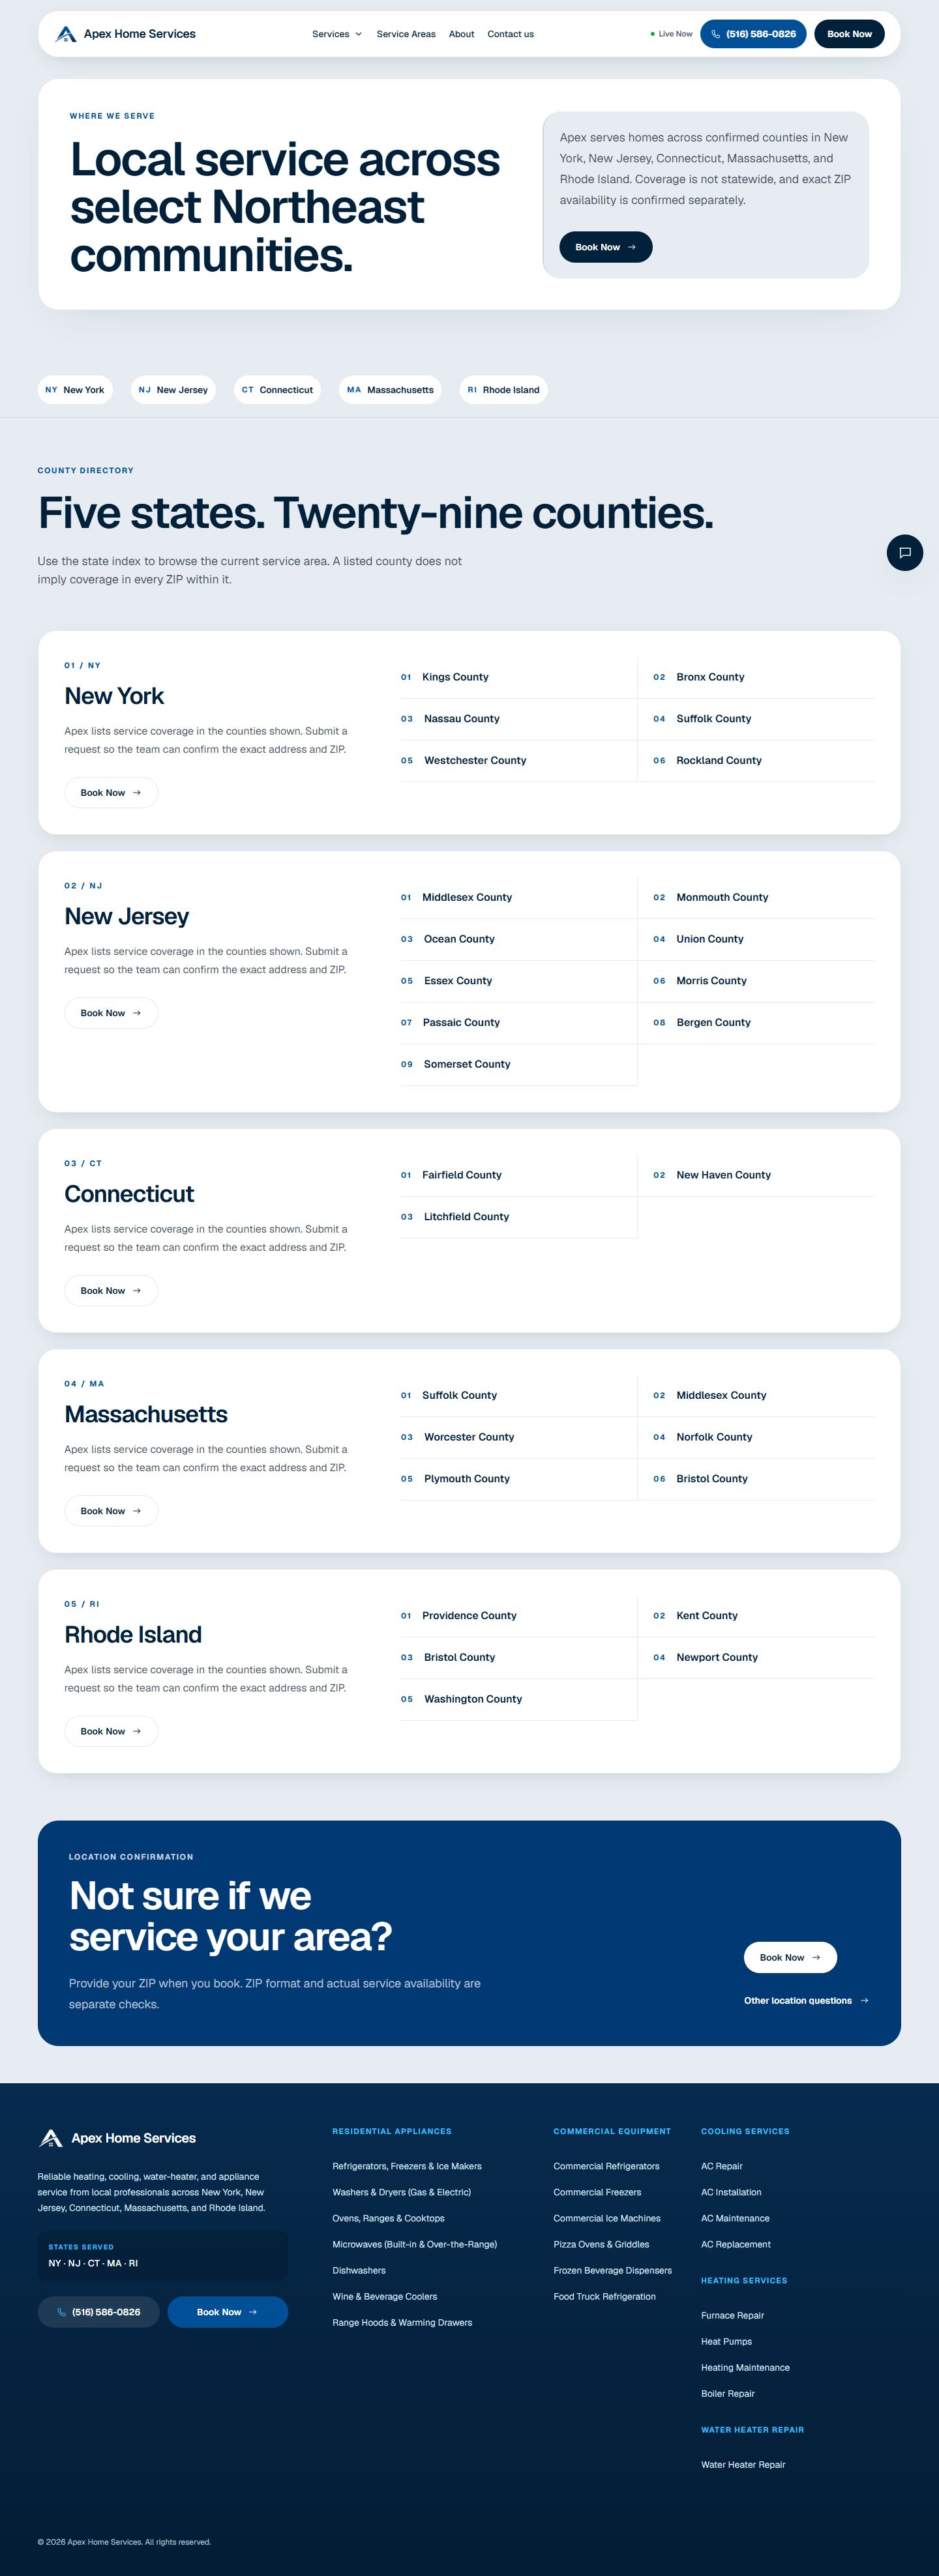 Apex Home Services
Services
Service Areas
About
Contact us
Live Now
(516) 586-0826
Book Now
WHERE WE SERVE
Local service across
select Northeast
communities.
Apex serves homes across confirmed counties in New
York, New Jersey, Connecticut, Massachusetts, and
Rhode Island. Coverage is not statewide, and exact ZIP
availability is confirmed separately.
Book Now
NY New York
NJ New Jersey
CT Connecticut
MA Massachusetts
RI Rhode Island
COUNTY DIRECTORY
Five states. Twenty-nine counties.
Use the state index to browse the current service area. A listed county does not
imply coverage in every ZIP within it.
01 / NY
New York
Apex lists service coverage in the counties shown. Submit a
request so the team can confirm the exact address and ZIP.
Book Now
01 Kings County
02 Bronx County
03 Nassau County
04 Suffolk County
05 Westchester County
06 Rockland County
02 / NJ
New Jersey
Apex lists service coverage in the counties shown. Submit a
request so the team can confirm the exact address and ZIP.
Book Now
01 Middlesex County
02 Monmouth County
03 Ocean County
04 Union County
05 Essex County
06 Morris County
07 Passaic County
08 Bergen County
09 Somerset County
03 / CT
Connecticut
Apex lists service coverage in the counties shown. Submit a
request so the team can confirm the exact address and ZIP.
Book Now
01 Fairfield County
02 New Haven County
03 Litchfield County
04 / MA
Massachusetts
Apex lists service coverage in the counties shown. Submit a
request so the team can confirm the exact address and ZIP.
Book Now
01 Suffolk County
02 Middlesex County
03 Worcester County
04 Norfolk County
05 Plymouth County
06 Bristol County
05 / RI
Rhode Island
Apex lists service coverage in the counties shown. Submit a
request so the team can confirm the exact address and ZIP.
Book Now
01 Providence County
02 Kent County
03 Bristol County
04 Newport County
05 Washington County
LOCATION CONFIRMATION
Not sure if we
service your area?
Provide your ZIP when you book. ZIP format and actual service availability are
separate checks.
Book Now
Other location questions
Apex Home Services
Reliable heating, cooling, water-heater, and appliance
service from local professionals across New York, New
Jersey, Connecticut, Massachusetts, and Rhode Island.
STATES SERVED
NY · NJ · CT · MA · RI
(516) 586-0826
Book Now
RESIDENTIAL APPLIANCES
Refrigerators, Freezers & Ice Makers
Washers & Dryers (Gas & Electric)
Ovens, Ranges & Cooktops
Microwaves (Built-in & Over-the-Range)
Dishwashers
Wine & Beverage Coolers
Range Hoods & Warming Drawers
COMMERCIAL EQUIPMENT
Commercial Refrigerators
Commercial Freezers
Commercial Ice Machines
Pizza Ovens & Griddles
Frozen Beverage Dispensers
Food Truck Refrigeration
COOLING SERVICES
AC Repair
AC Installation
AC Maintenance
AC Replacement
HEATING SERVICES
Furnace Repair
Heat Pumps
Heating Maintenance
Boiler Repair
WATER HEATER REPAIR
Water Heater Repair
© 2026 Apex Home Services. All rights reserved.